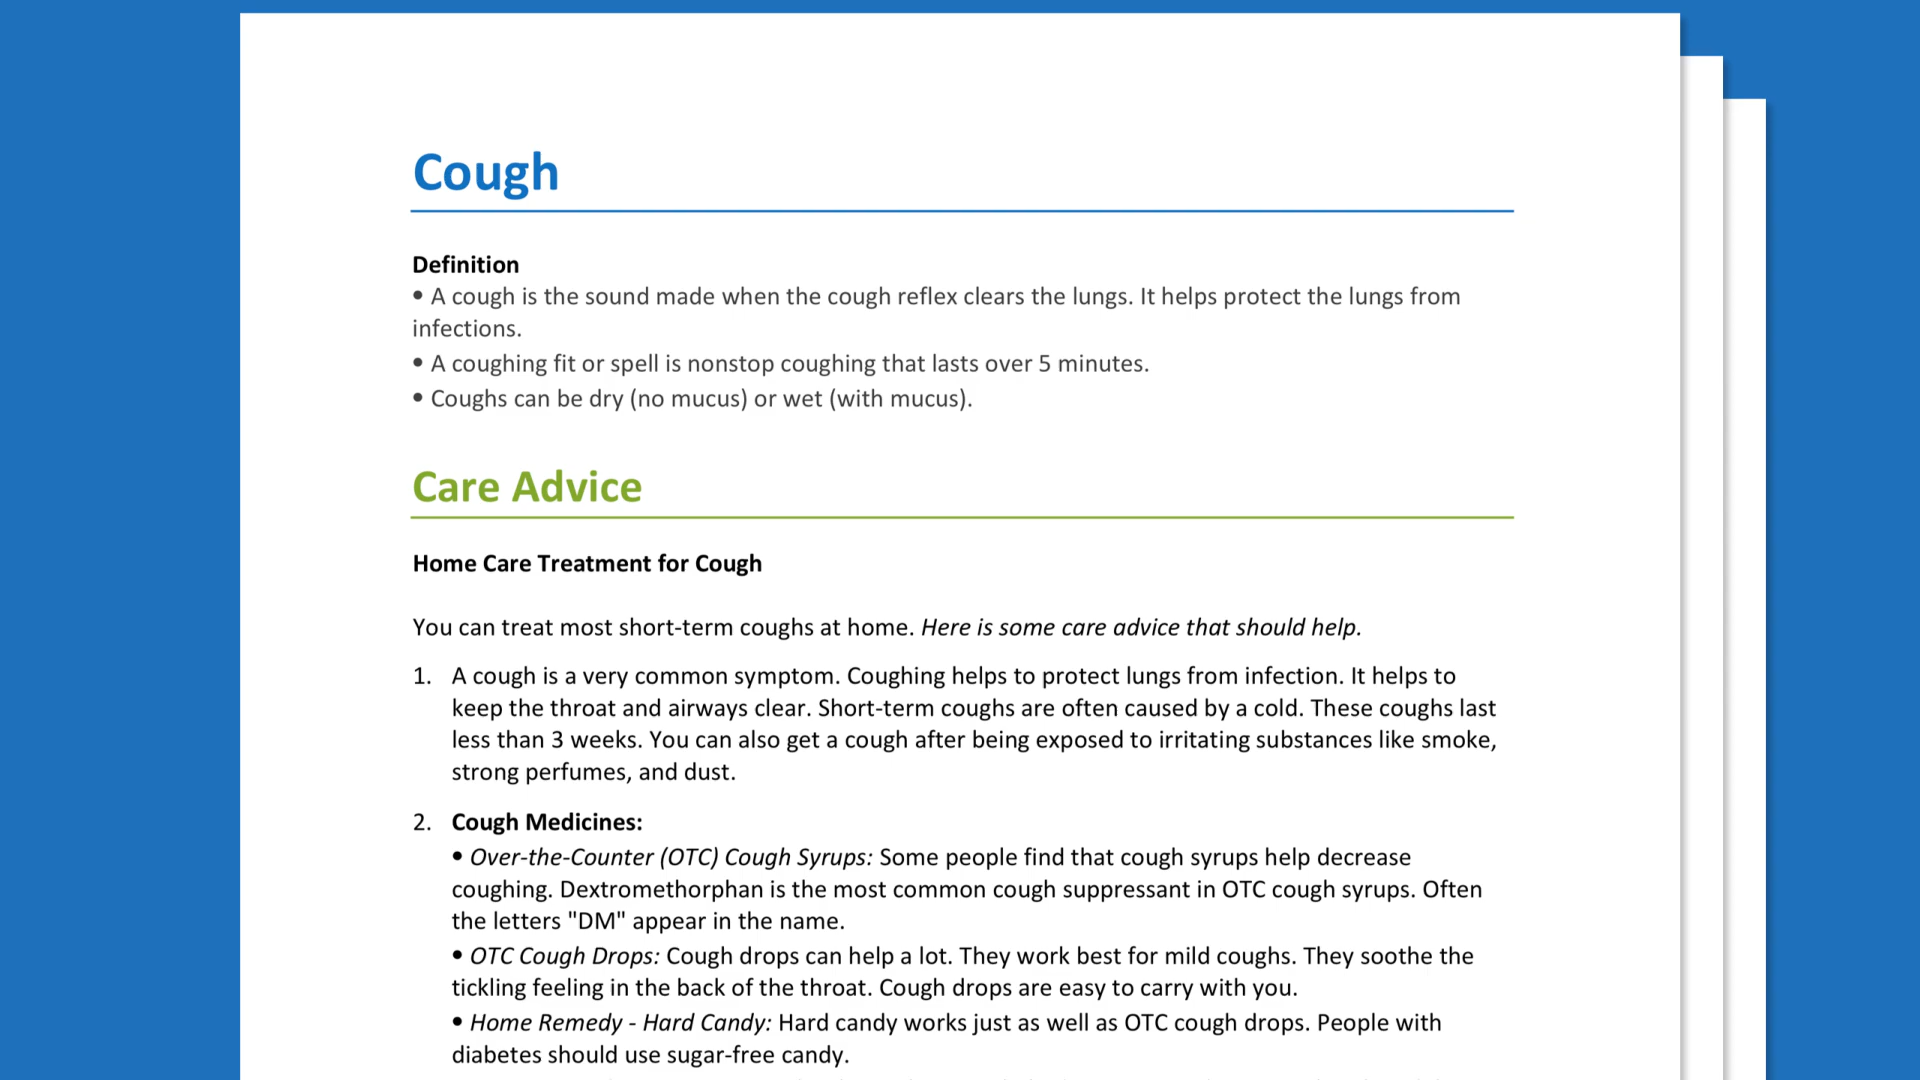 Cough
Definition
• A cough is the sound made when the cough reflex clears the lungs. It helps protect the lungs from
infections.
• A coughing fit or spell is nonstop coughing that lasts over 5 minutes.
• Coughs can be dry (no mucus) or wet (with mucus).
Care Advice
Home Care Treatment for Cough
You can treat most short-term coughs at home. Here is some care advice that should help.
1. A cough is a very common symptom. Coughing helps to protect lungs from infection. It helps to
keep the throat and airways clear. Short-term coughs are often caused by a cold. These coughs last
less than 3 weeks. You can also get a cough after being exposed to irritating substances like smoke,
strong perfumes, and dust.
2. Cough Medicines:
• Over-the-Counter (OTC) Cough Syrups: Some people find that cough syrups help decrease
coughing. Dextromethorphan is the most common cough suppressant in OTC cough syrups. Often
the letters "DM" appear in the name.
• OTC Cough Drops: Cough drops can help a lot. They work best for mild coughs. They soothe the
tickling feeling in the back of the throat. Cough drops are easy to carry with you.
• Home Remedy - Hard Candy: Hard candy works just as well as OTC cough drops. People with
diabetes should use sugar-free candy.